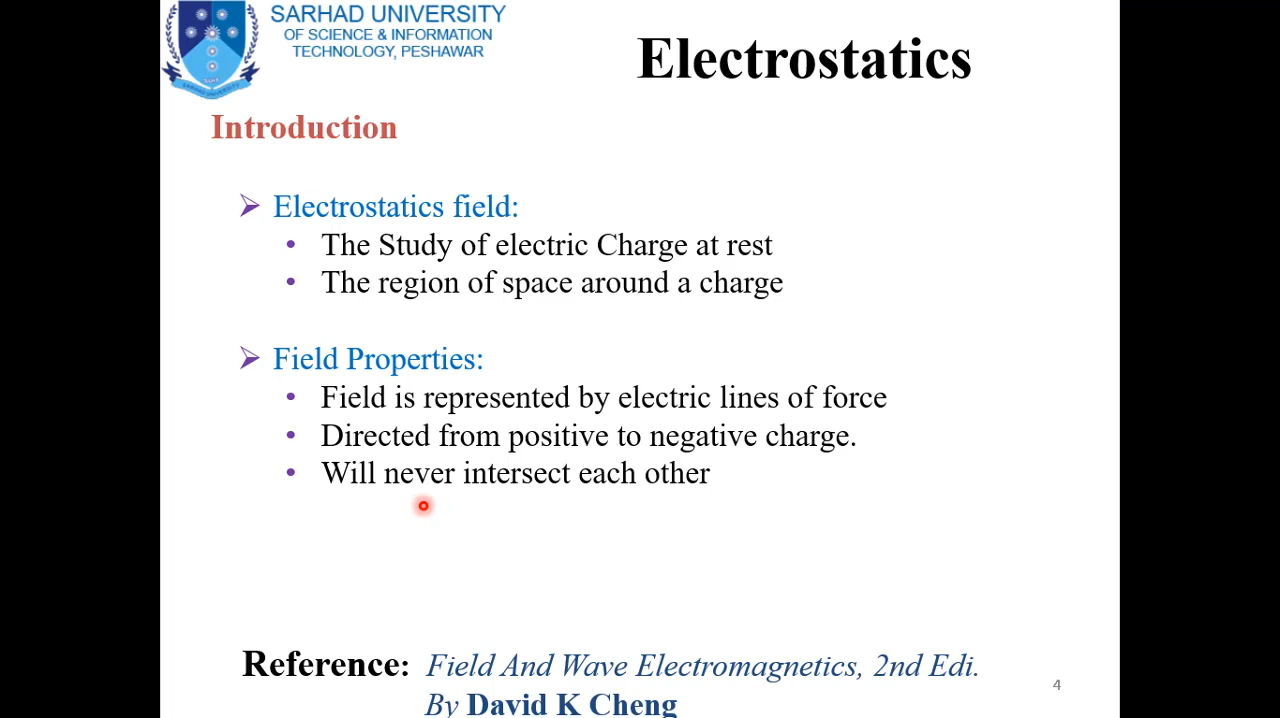 SARHAD UNIVERSITY
OF SCIENCE & INFORMATION
TECHNOLOGY, PESHAWAR
Electrostatics
Introduction
Electrostatics field:
The Study of electric Charge at rest
The region of space around a charge
Field Properties:
Field is represented by electric lines of force
Directed from positive to negative charge.
Will never intersect each other
Reference: Field And Wave Electromagnetics, 2nd Edi.
By David K Cheng
4